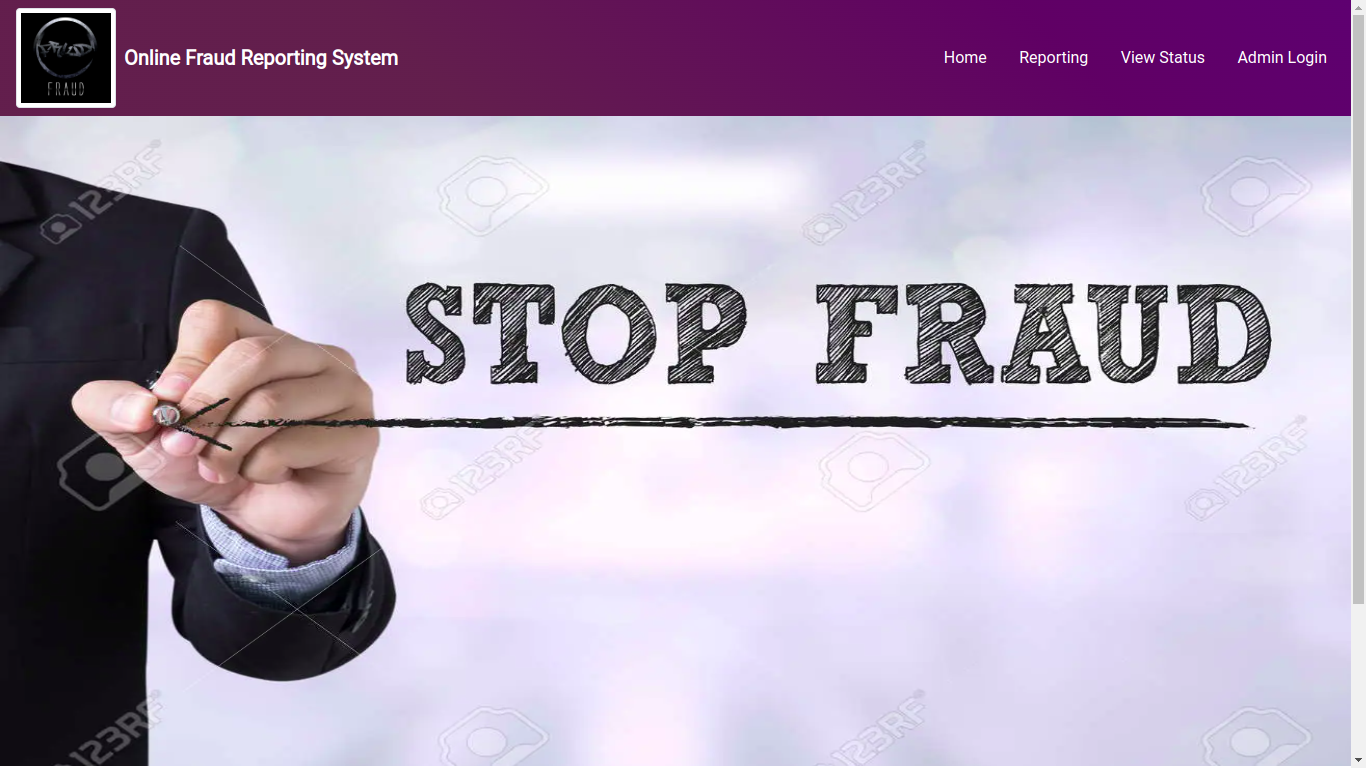 FRAUD
Online Fraud Reporting System
Home
Reporting
View Status
Admin Login
STOP FRAUD
123RF
123RF
123RF
123RF
123RF
123RF